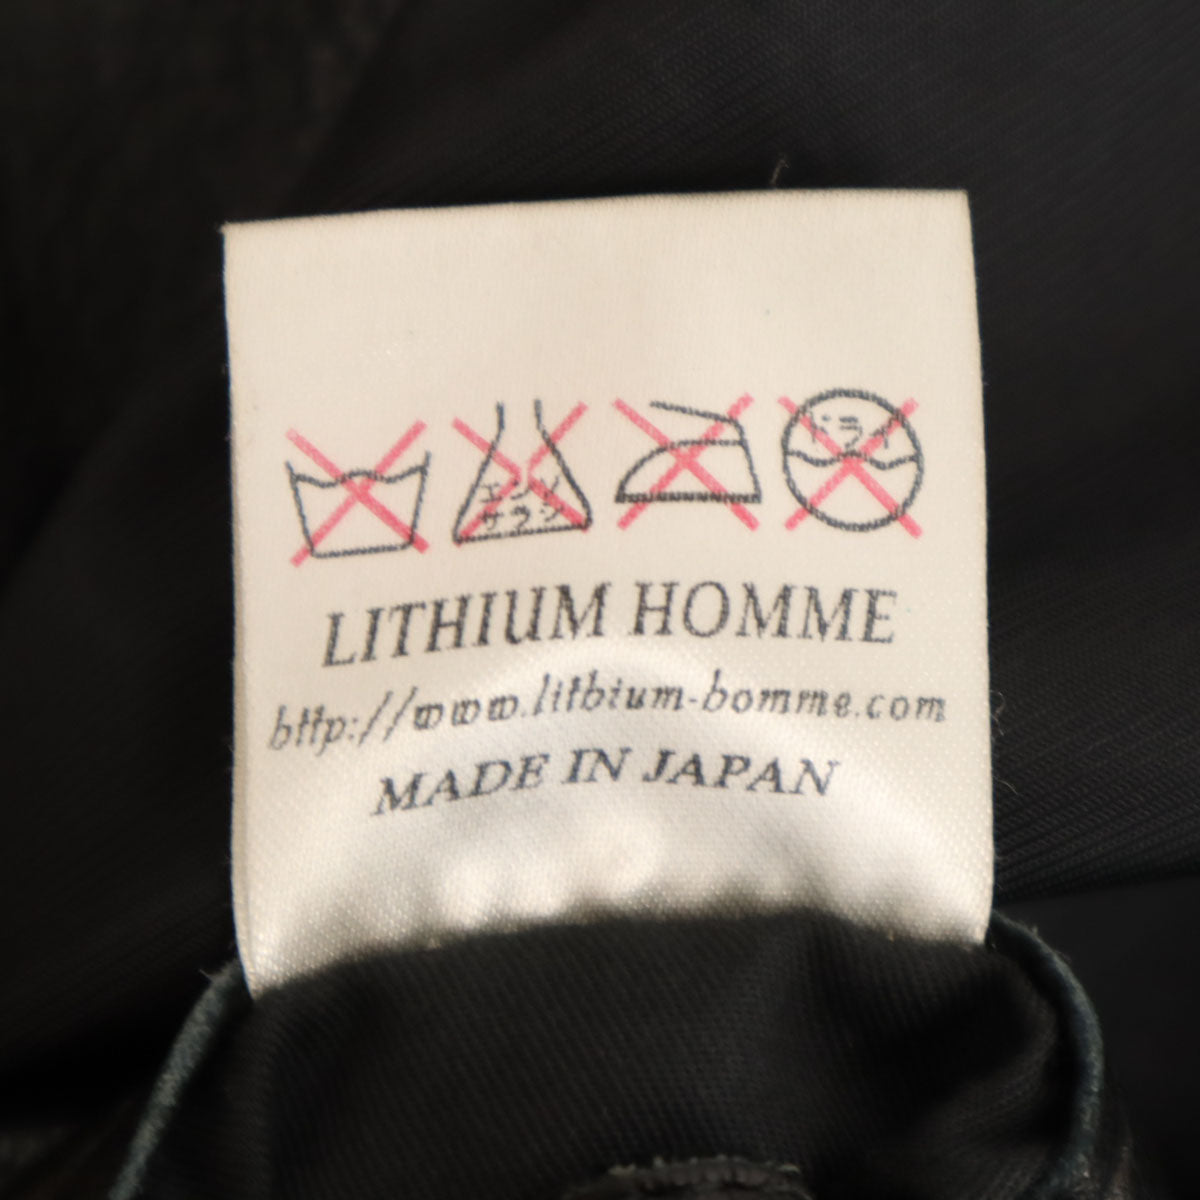 エンソ
サラシ
ドライ
LITHIUM HOMME
http://www.lithium-homme.com
MADE IN JAPAN